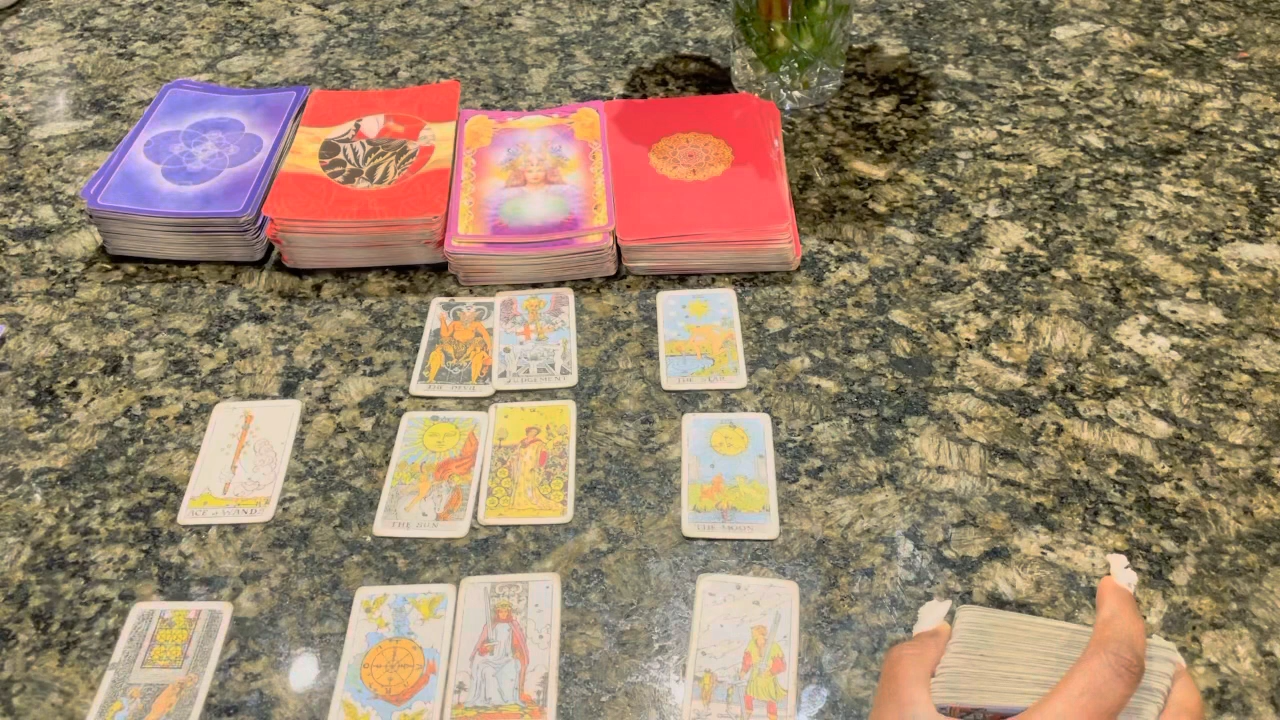 THE DEVIL
JUDGEMENT
THE STAR
ACE of WANDS
THE SUN
THE MOON